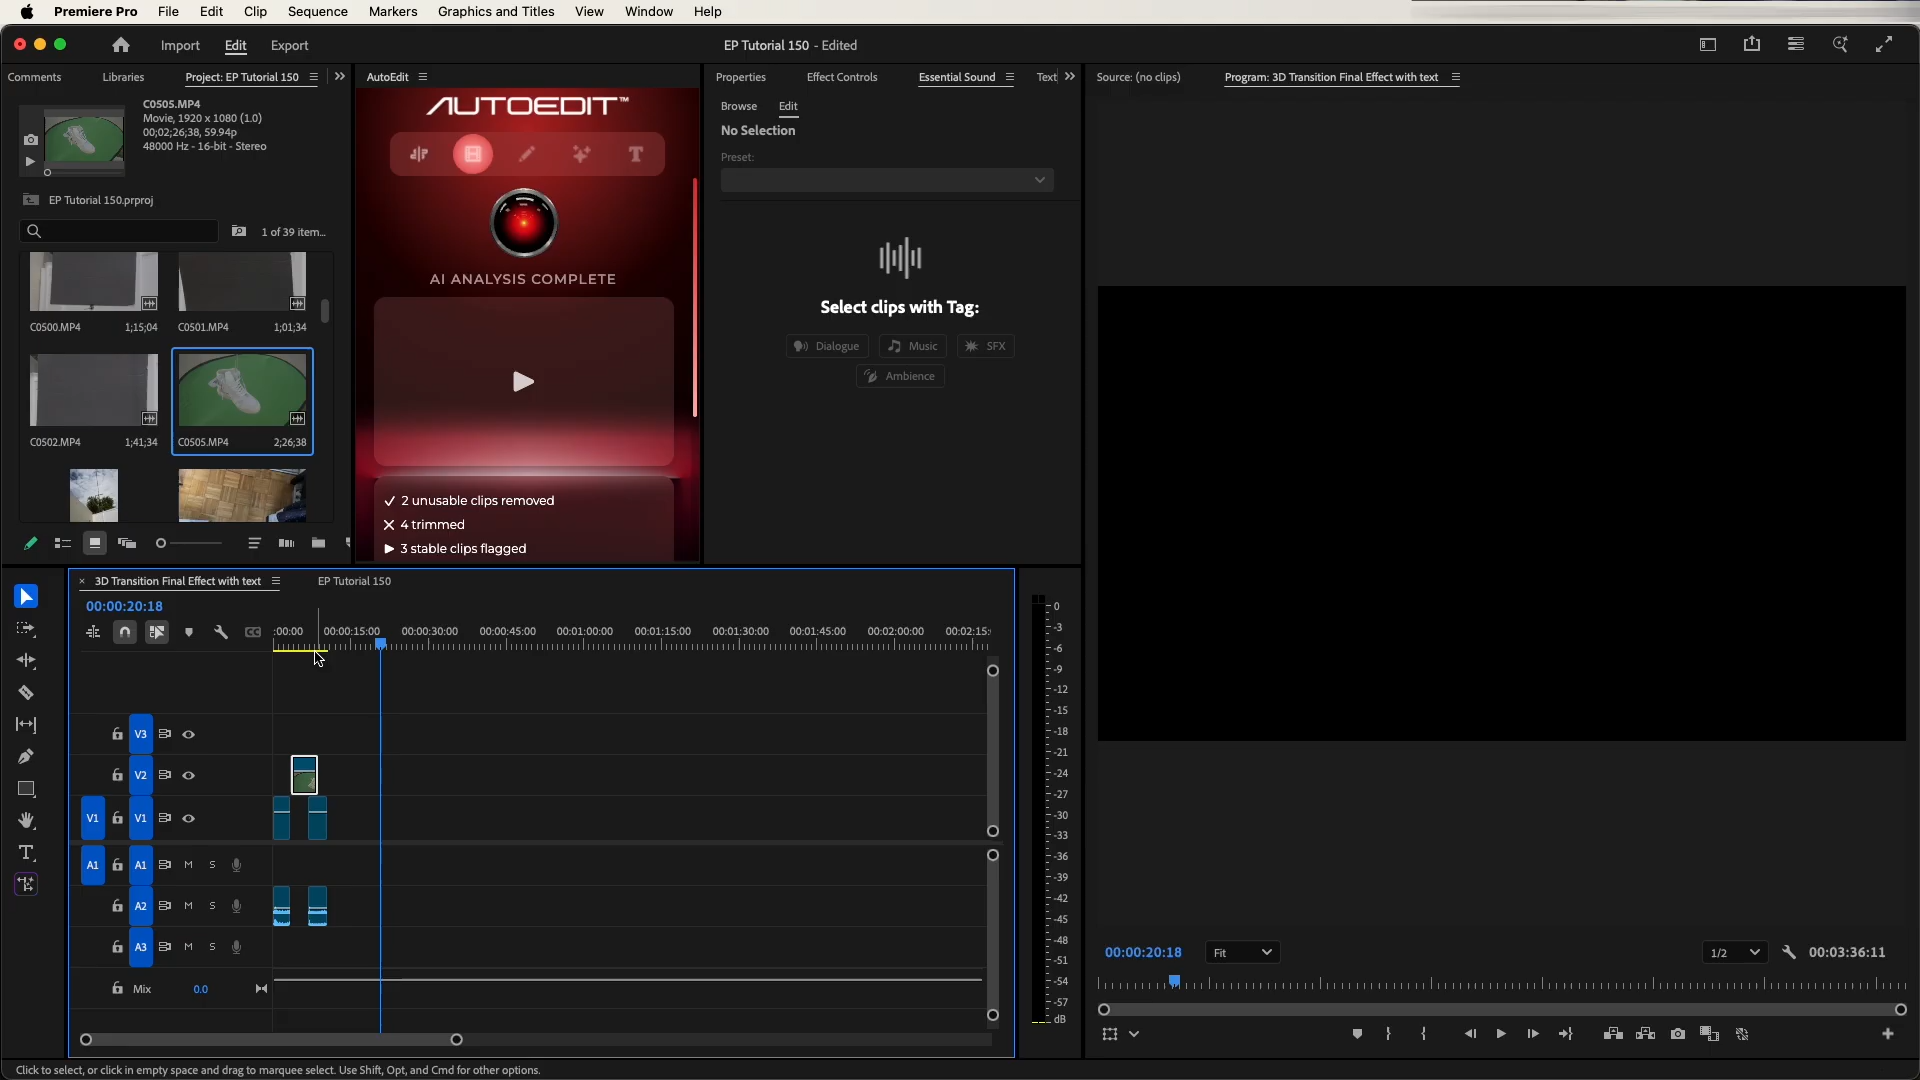 Premiere Pro File Edit Clip Sequence Markers Graphics and Titles View Window Help
Import Edit Export
EP Tutorial 150 - Edited
Comments Libraries Project: EP Tutorial 150
C0505.MP4
Movie, 1920 x 1080 (1.0)
00;02;26;38, 59.94p
48000 Hz - 16-bit - Stereo
EP Tutorial 150.prproj
1 of 39 item...
C0500.MP4 1;15;04
C0501.MP4 1;01;34
C0502.MP4 1;41;34
C0505.MP4 2;26;38
AutoEdit
AUTOEDIT™
AI ANALYSIS COMPLETE
✓ 2 unusable clips removed
✕ 4 trimmed
▶ 3 stable clips flagged
Properties Effect Controls Essential Sound Text
Browse Edit
No Selection
Preset:
Select clips with Tag:
Dialogue Music SFX
Ambience
Source: (no clips) Program: 3D Transition Final Effect with text
× 3D Transition Final Effect with text EP Tutorial 150
00:00:20:18
:00:00 00:00:15:00 00:00:30:00 00:00:45:00 00:01:00:00 00:01:15:00 00:01:30:00 00:01:45:00 00:02:00:00 00:02:15:
V3
V2
V1 V1
A1 A1 M S
A2 M S
A3 M S
Mix 0.0
0
-3
-6
-9
-12
-15
-18
-21
-24
-27
-30
-33
-36
-39
-42
-45
-48
-51
-54
-57
dB
00:00:20:18 Fit 1/2 00:03:36:11
Click to select, or click in empty space and drag to marquee select. Use Shift, Opt, and Cmd for other options.